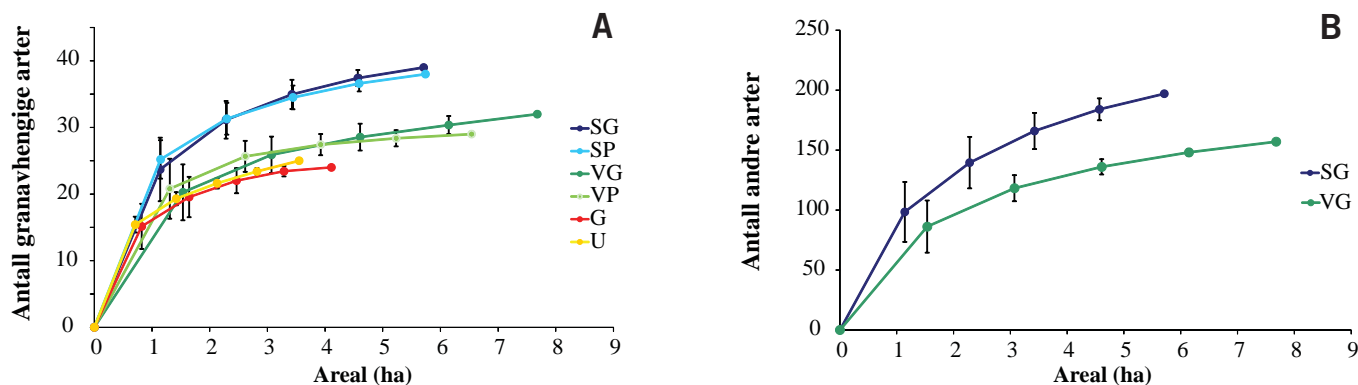 A
Antall granavhengige arter
40
30
20
10
0
0 1 2 3 4 5 6 7 8 9
Areal (ha)
SG
SP
VG
VP
G
U
B
Antall andre arter
250
200
150
100
50
0
0 1 2 3 4 5 6 7 8 9
Areal (ha)
SG
VG